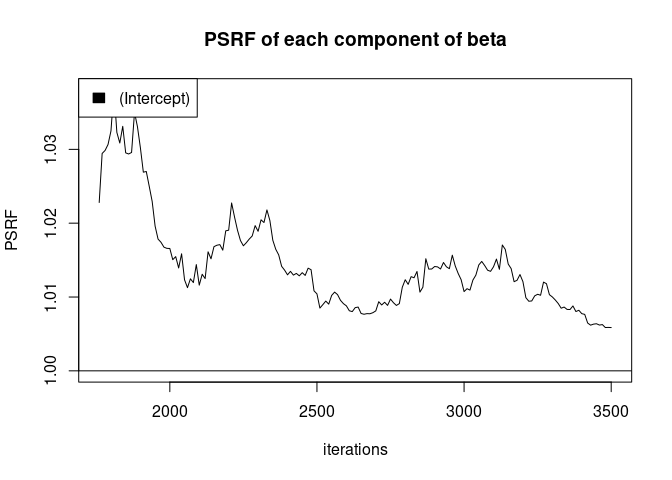 PSRF of each component of beta
(Intercept)
PSRF
1.03
1.02
1.01
1.00
2000 2500 3000 3500
iterations